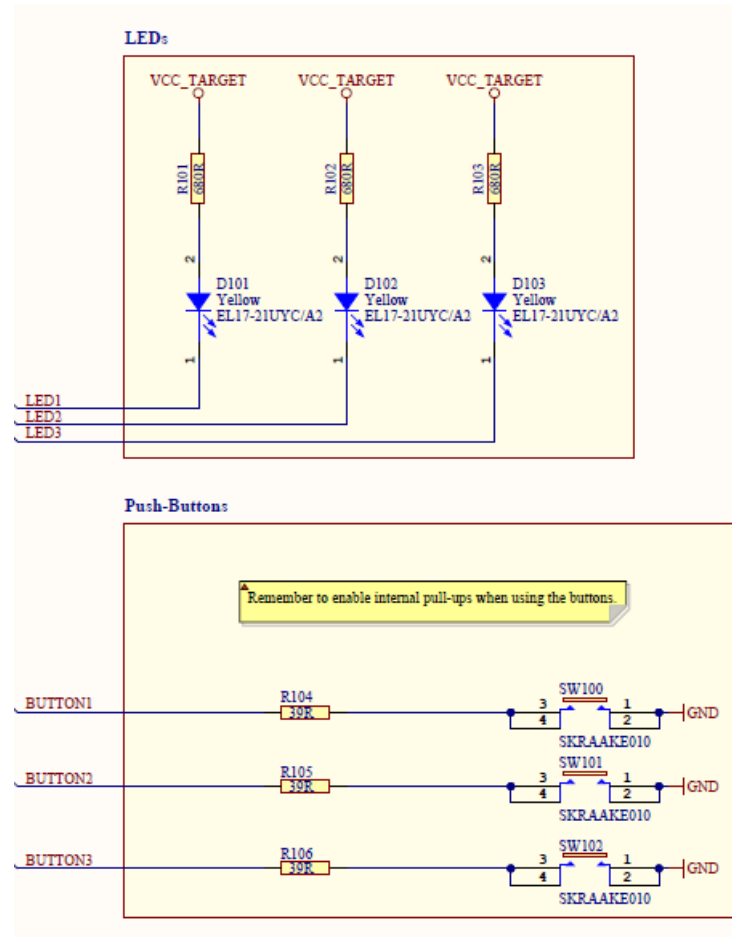 LEDs
VCC_TARGET VCC_TARGET VCC_TARGET
R101 680R R102 680R R103 680R
2 2 2
D101 D102 D103
Yellow Yellow Yellow
EL17-21UYC/A2 EL17-21UYC/A2 EL17-21UYC/A2
1 1 1
LED1
LED2
LED3
Push-Buttons
Remember to enable internal pull-ups when using the buttons.
SW100
BUTTON1 R104 3 1 GND
39R 4 2
SKRAAKE010
SW101
BUTTON2 R105 3 1 GND
39R 4 2
SKRAAKE010
SW102
BUTTON3 R106 3 1 GND
39R 4 2
SKRAAKE010